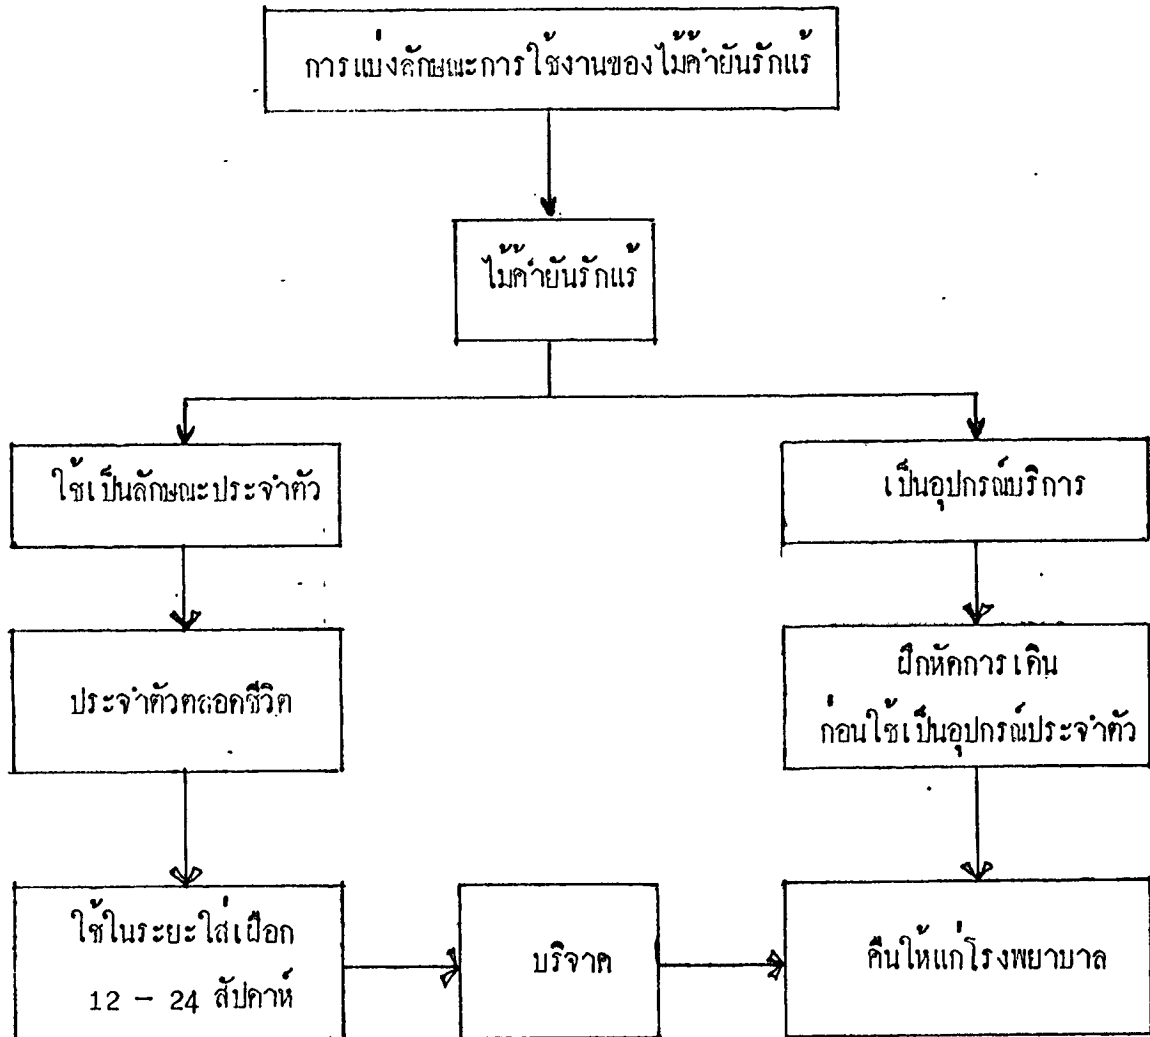 การแบ่งลักษณะการใช้งานของไม้ค้ำยันรักแร้
ไม้ค้ำยันรักแร้
ใช้เป็นลักษณะประจำตัว
เป็นอุปกรณ์บริการ
ประจำตัวตลอดชีวิต
ฝึกหัดการเดิน
ก่อนใช้เป็นอุปกรณ์ประจำตัว
ใช้ในระยะใส่เฝือก
12 – 24 สัปดาห์
บริจาค
คืนให้แก่โรงพยาบาล